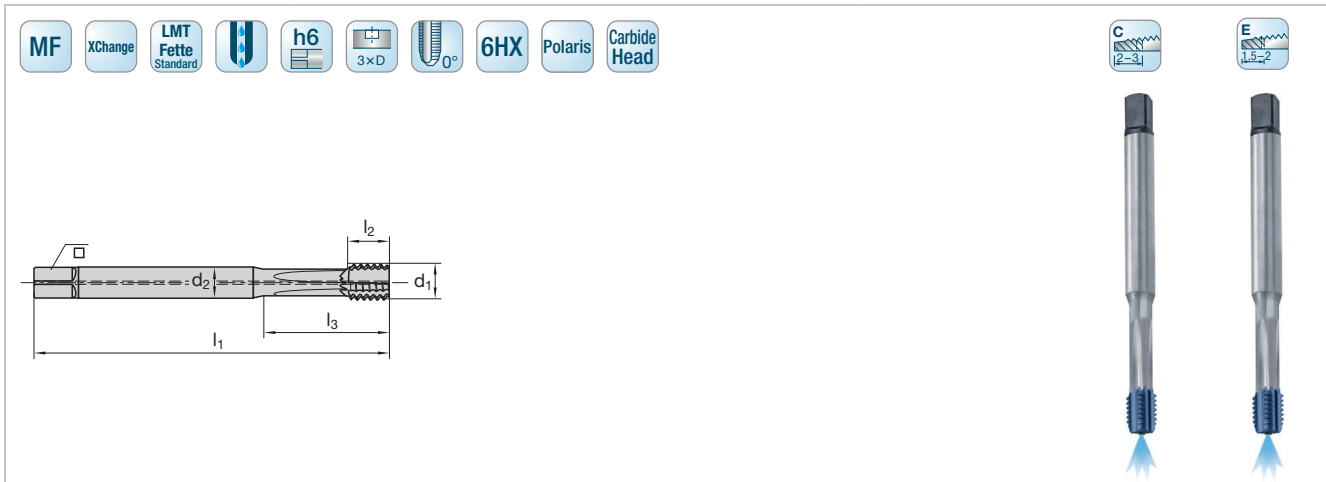 MF
XChange
LMT
Fette
Standard
h6
3×D
0°
6HX
Polaris
Carbide
Head
C
2–3
E
1,5–2
l2
d2
d1
l3
l1